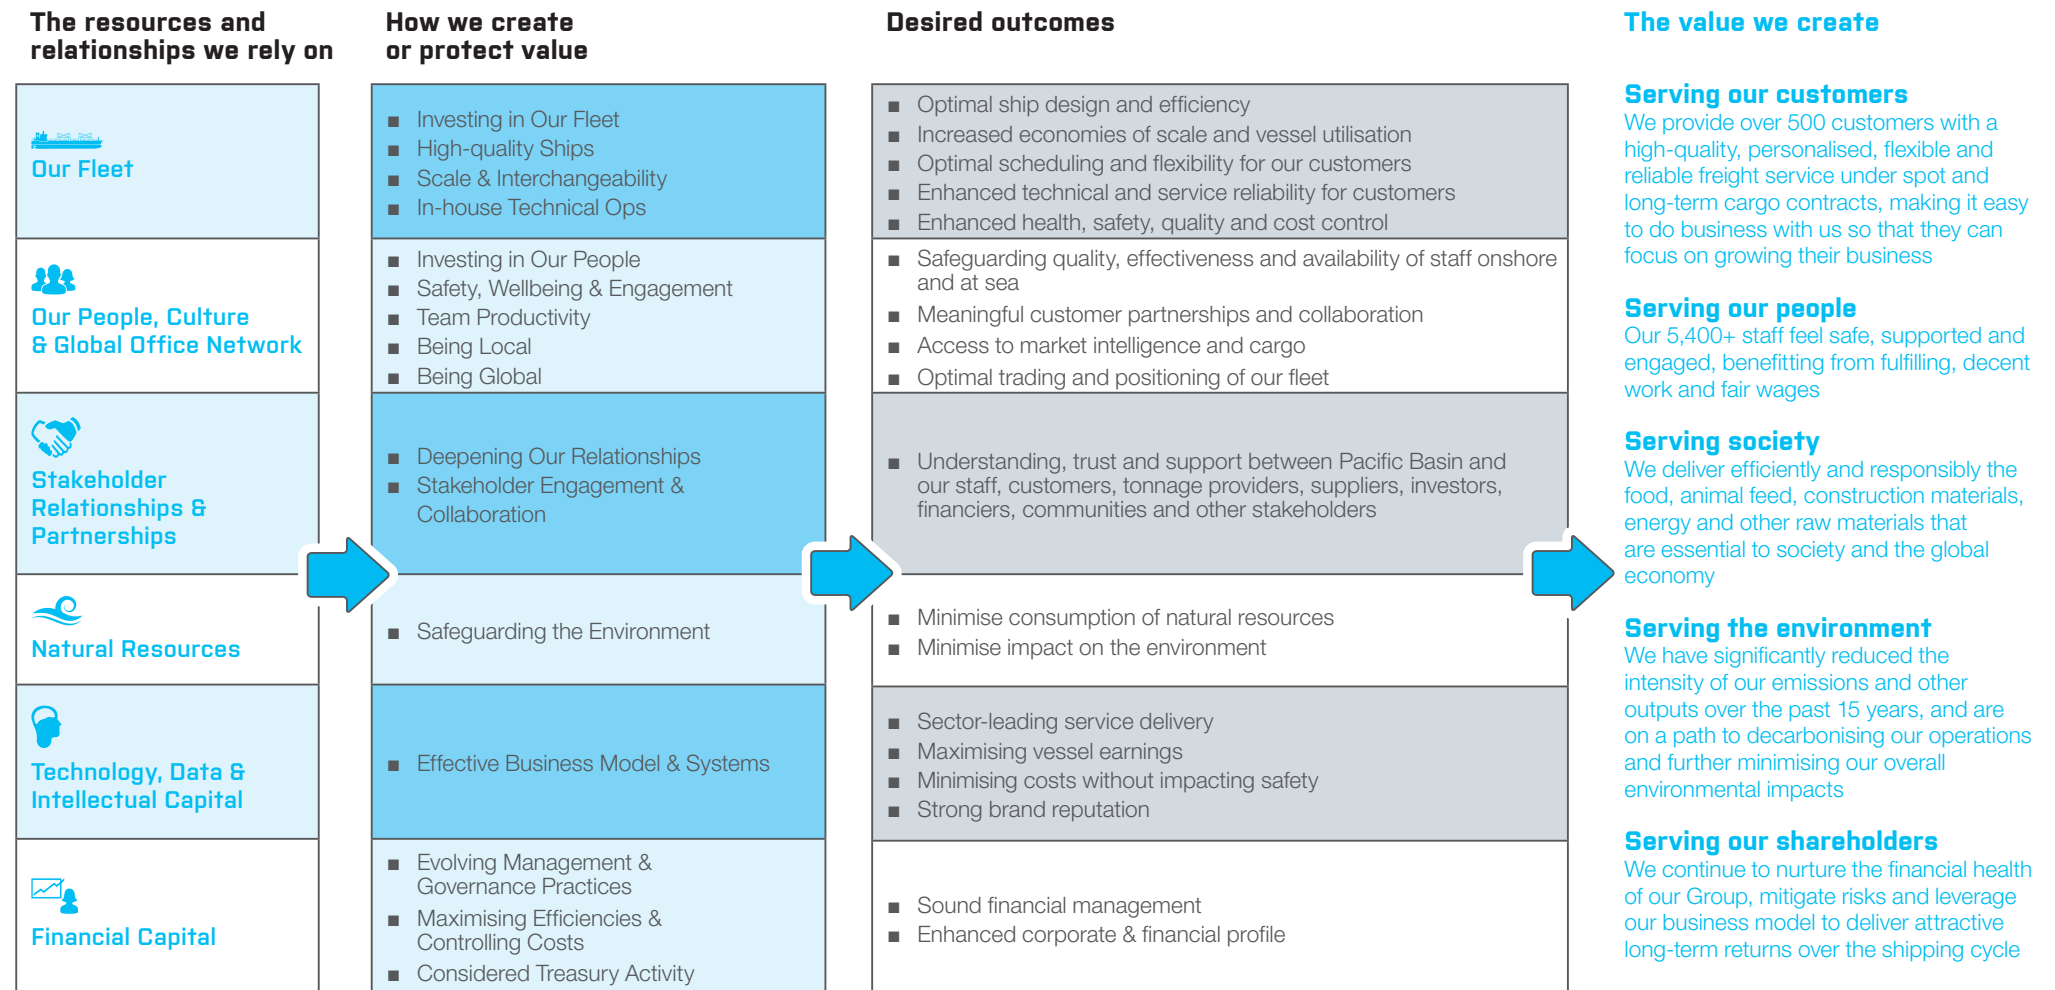 The resources and
relationships we rely on
How we create
or protect value
Desired outcomes
The value we create
Our Fleet
■ Investing in Our Fleet
■ High-quality Ships
■ Scale & Interchangeability
■ In-house Technical Ops
■ Optimal ship design and efficiency
■ Increased economies of scale and vessel utilisation
■ Optimal scheduling and flexibility for our customers
■ Enhanced technical and service reliability for customers
■ Enhanced health, safety, quality and cost control
Our People, Culture
& Global Office Network
■ Investing in Our People
■ Safety, Wellbeing & Engagement
■ Team Productivity
■ Being Local
■ Being Global
■ Safeguarding quality, effectiveness and availability of staff onshore
and at sea
■ Meaningful customer partnerships and collaboration
■ Access to market intelligence and cargo
■ Optimal trading and positioning of our fleet
Stakeholder
Relationships &
Partnerships
■ Deepening Our Relationships
■ Stakeholder Engagement &
Collaboration
■ Understanding, trust and support between Pacific Basin and
our staff, customers, tonnage providers, suppliers, investors,
financiers, communities and other stakeholders
Natural Resources
■ Safeguarding the Environment
■ Minimise consumption of natural resources
■ Minimise impact on the environment
Technology, Data &
Intellectual Capital
■ Effective Business Model & Systems
■ Sector-leading service delivery
■ Maximising vessel earnings
■ Minimising costs without impacting safety
■ Strong brand reputation
Financial Capital
■ Evolving Management &
Governance Practices
■ Maximising Efficiencies &
Controlling Costs
■ Considered Treasury Activity
■ Sound financial management
■ Enhanced corporate & financial profile
Serving our customers
We provide over 500 customers with a
high-quality, personalised, flexible and
reliable freight service under spot and
long-term cargo contracts, making it easy
to do business with us so that they can
focus on growing their business
Serving our people
Our 5,400+ staff feel safe, supported and
engaged, benefitting from fulfilling, decent
work and fair wages
Serving society
We deliver efficiently and responsibly the
food, animal feed, construction materials,
energy and other raw materials that
are essential to society and the global
economy
Serving the environment
We have significantly reduced the
intensity of our emissions and other
outputs over the past 15 years, and are
on a path to decarbonising our operations
and further minimising our overall
environmental impacts
Serving our shareholders
We continue to nurture the financial health
of our Group, mitigate risks and leverage
our business model to deliver attractive
long-term returns over the shipping cycle